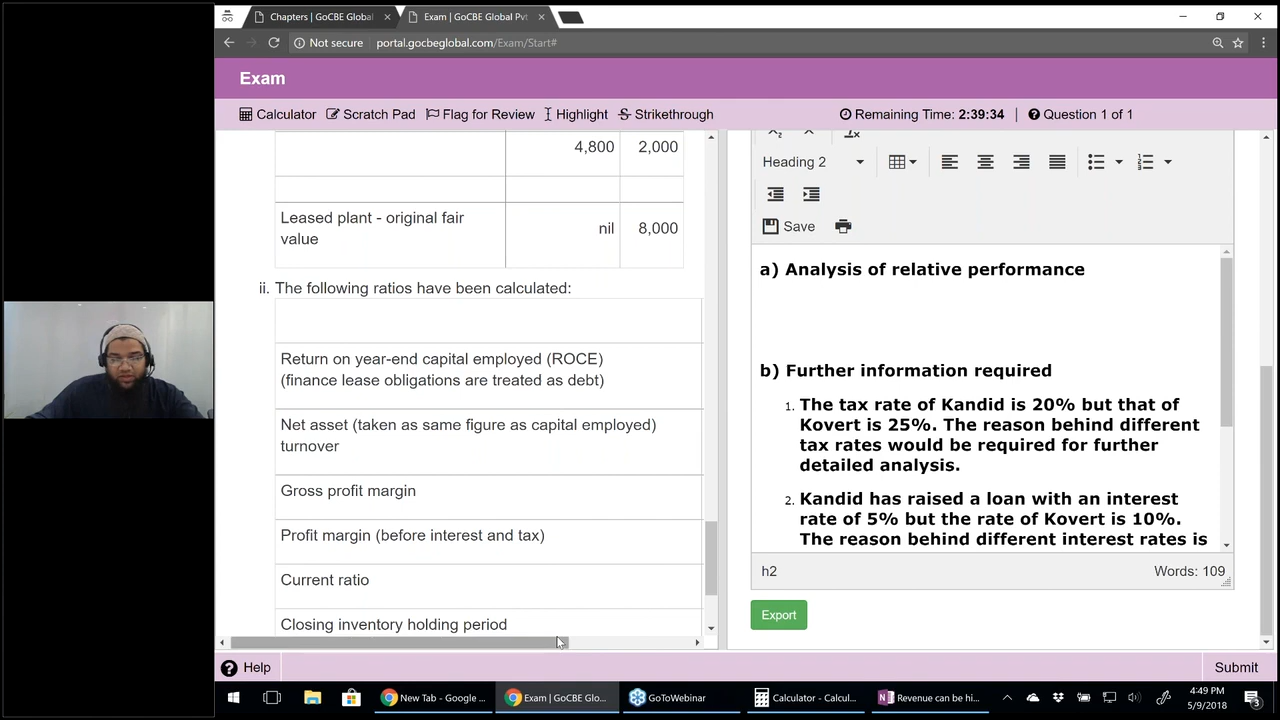 Chapters | GoCBE Global
Exam | GoCBE Global Pvt
Not secure
portal.gocbeglobal.com/Exam/Start#
Exam
Calculator
Scratch Pad
Flag for Review
Highlight
Strikethrough
Remaining Time: 2:39:34
Question 1 of 1
4,800 2,000
Leased plant - original fair
value
nil 8,000
ii. The following ratios have been calculated:
Return on year-end capital employed (ROCE)
(finance lease obligations are treated as debt)
Net asset (taken as same figure as capital employed)
turnover
Gross profit margin
Profit margin (before interest and tax)
Current ratio
Closing inventory holding period
Heading 2
Save
a) Analysis of relative performance
b) Further information required
1. The tax rate of Kandid is 20% but that of
Kovert is 25%. The reason behind different
tax rates would be required for further
detailed analysis.
2. Kandid has raised a loan with an interest
rate of 5% but the rate of Kovert is 10%.
The reason behind different interest rates is
h2
Words: 109
Export
Help
Submit
New Tab - Google ...
Exam | GoCBE Glo...
GoToWebinar
Calculator - Calcul...
Revenue can be hi...
4:49 PM
5/9/2018
3